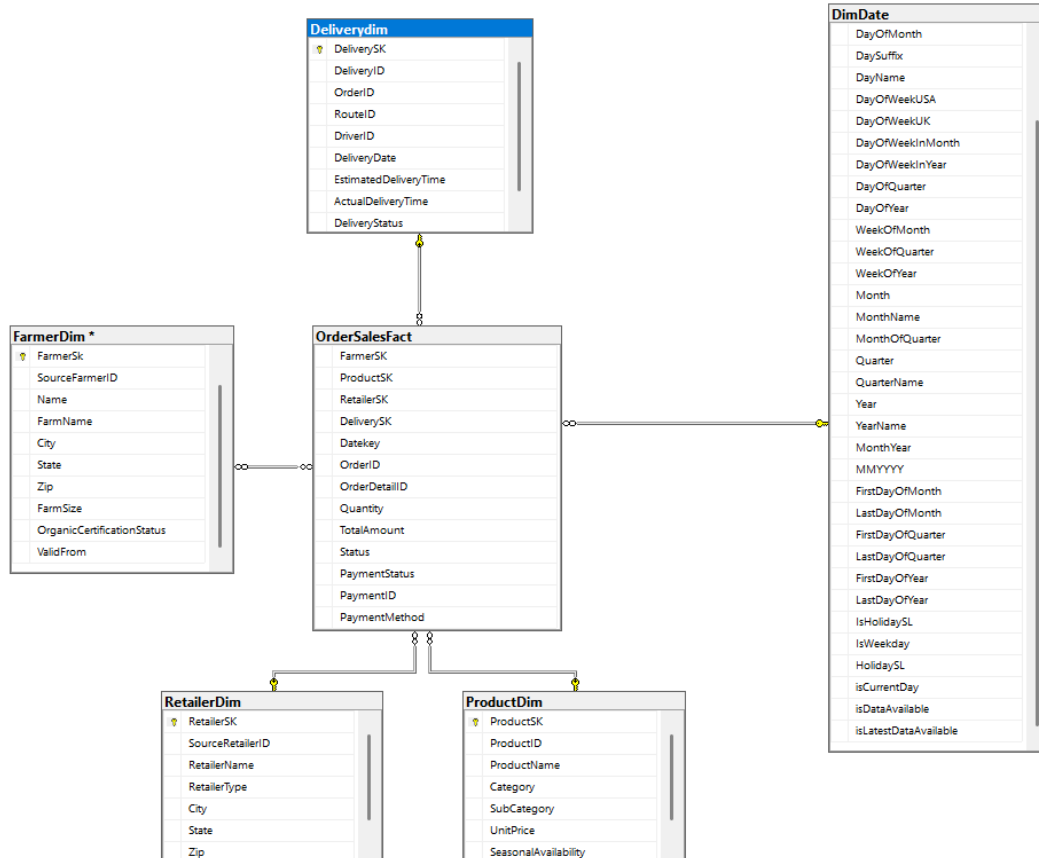 Deliverydim
DeliverySK
DeliveryID
OrderID
RouteID
DriverID
DeliveryDate
EstimatedDeliveryTime
ActualDeliveryTime
DeliveryStatus
DimDate
DayOfMonth
DaySuffix
DayName
DayOfWeekUSA
DayOfWeekUK
DayOfWeekInMonth
DayOfWeekInYear
DayOfQuarter
DayOfYear
WeekOfMonth
WeekOfQuarter
WeekOfYear
Month
MonthName
MonthOfQuarter
Quarter
QuarterName
Year
YearName
MonthYear
MMYYYY
FirstDayOfMonth
LastDayOfMonth
FirstDayOfQuarter
LastDayOfQuarter
FirstDayOfYear
LastDayOfYear
IsHolidaySL
IsWeekday
HolidaySL
isCurrentDay
isDataAvailable
isLatestDataAvailable
FarmerDim *
FarmerSk
SourceFarmerID
Name
FarmName
City
State
Zip
FarmSize
OrganicCertificationStatus
ValidFrom
OrderSalesFact
FarmerSK
ProductSK
RetailerSK
DeliverySK
Datekey
OrderID
OrderDetailID
Quantity
TotalAmount
Status
PaymentStatus
PaymentID
PaymentMethod
RetailerDim
RetailerSK
SourceRetailerID
RetailerName
RetailerType
City
State
Zip
ProductDim
ProductSK
ProductID
ProductName
Category
SubCategory
UnitPrice
SeasonalAvailability